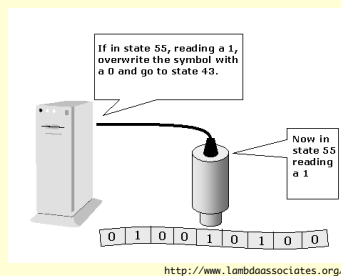 If in state 55, reading a 1,
overwrite the symbol with
a 0 and go to state 43.
Now in
state 55
reading
a 1
0 1 0 0 1 0 1 0 0
http://www.lambdaassociates.org/